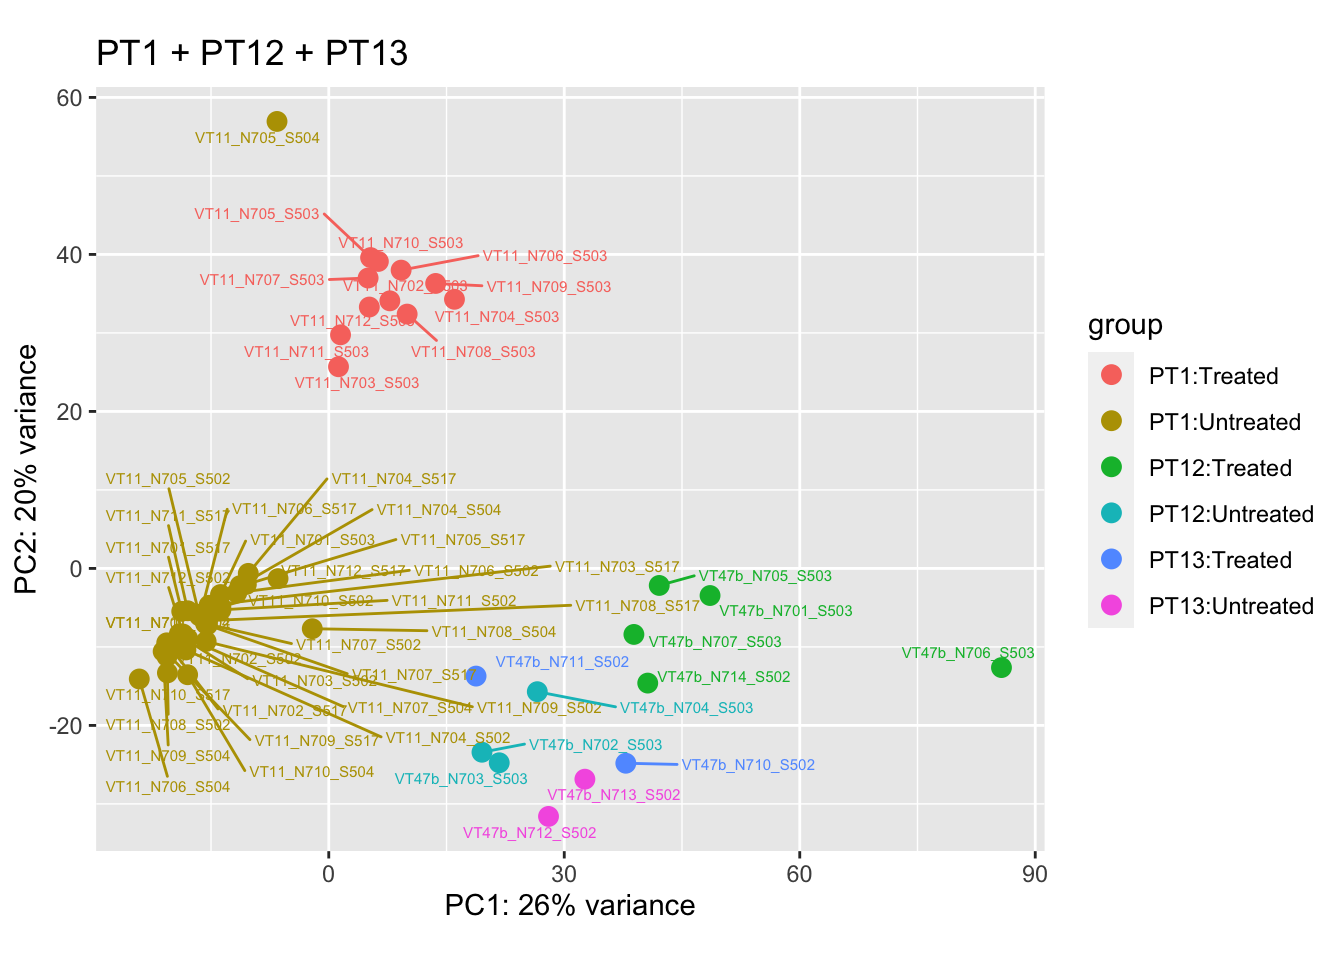 PT1 + PT12 + PT13
PC2: 20% variance
60
40
20
0
-20
VT11_N705_S504
VT11_N705_S503
VT11_N710_S503
VT11_N706_S503
VT11_N707_S503
VT11_N702_S503
VT11_N709_S503
VT11_N712_S503
VT11_N704_S503
VT11_N711_S503
VT11_N708_S503
VT11_N703_S503
VT11_N705_S502
VT11_N704_S517
VT11_N711_S517
VT11_N706_S517
VT11_N704_S504
VT11_N701_S517
VT11_N701_S503
VT11_N705_S517
VT11_N712_S502
VT11_N712_S517
VT11_N706_S502
VT11_N703_S517
VT47b_N705_S503
VT11_N710_S502
VT11_N711_S502
VT11_N708_S517
VT47b_N701_S503
VT11_N708_S504
VT11_N707_S502
VT47b_N707_S503
VT11_N702_S502
VT47b_N711_S502
VT47b_N706_S503
VT11_N703_S502
VT11_N707_S517
VT47b_N714_S502
VT11_N710_S517
VT11_N702_S517
VT11_N707_S504
VT11_N709_S502
VT47b_N704_S503
VT11_N708_S502
VT11_N709_S517
VT11_N704_S502
VT47b_N702_S503
VT11_N709_S504
VT11_N710_S504
VT47b_N703_S503
VT47b_N710_S502
VT11_N706_S504
VT47b_N713_S502
VT47b_N712_S502
0
30
60
90
PC1: 26% variance
group
PT1:Treated
PT1:Untreated
PT12:Treated
PT12:Untreated
PT13:Treated
PT13:Untreated